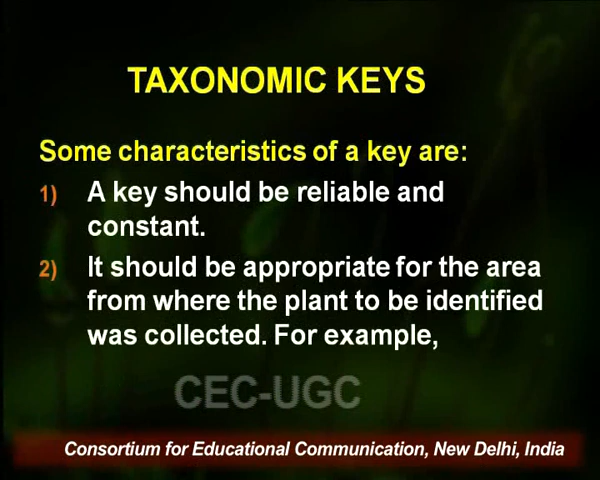 TAXONOMIC KEYS
Some characteristics of a key are:
1) A key should be reliable and
constant.
2) It should be appropriate for the area
from where the plant to be identified
was collected. For example,
CEC-UGC
Consortium for Educational Communication, New Delhi, India